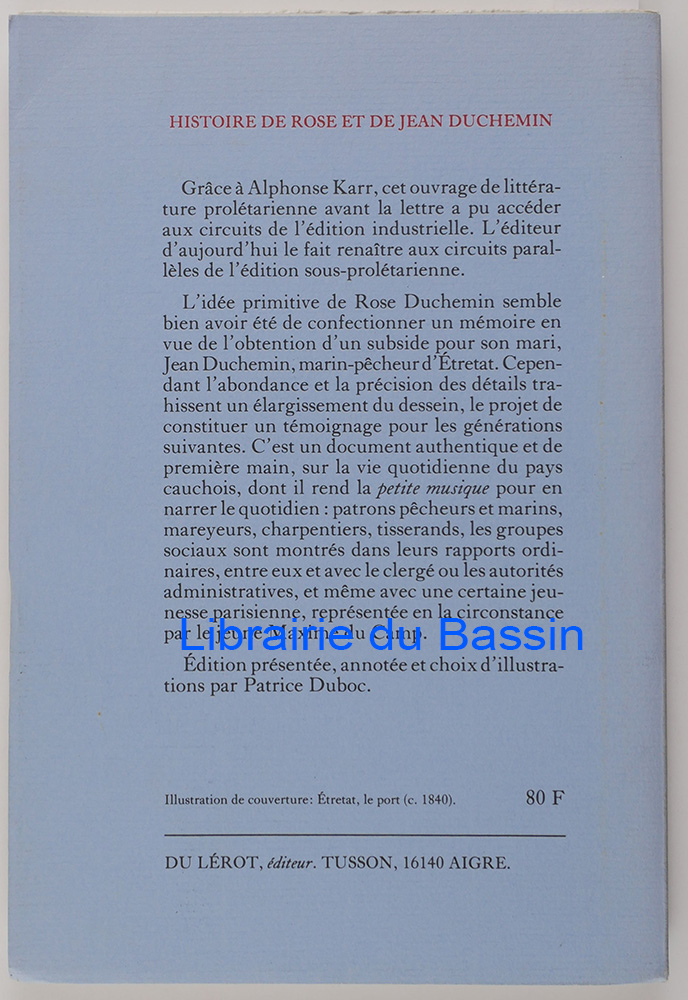 HISTOIRE DE ROSE ET DE JEAN DUCHEMIN
Grâce à Alphonse Karr, cet ouvrage de littéra-
ture prolétarienne avant la lettre a pu accéder
aux circuits de l'édition industrielle. L'éditeur
d'aujourd'hui le fait renaître aux circuits paral-
lèles de l'édition sous-prolétarienne.
L'idée primitive de Rose Duchemin semble
bien avoir été de confectionner un mémoire en
vue de l'obtention d'un subside pour son mari,
Jean Duchemin, marin-pêcheur d'Étretat. Cepen-
dant l'abondance et la précision des détails tra-
hissent un élargissement du dessein, le projet de
constituer un témoignage pour les générations
suivantes. C'est un document authentique et de
première main, sur la vie quotidienne du pays
cauchois, dont il rend la petite musique pour en
narrer le quotidien : patrons pêcheurs et marins,
mareyeurs, charpentiers, tisserands, les groupes
sociaux sont montrés dans leurs rapports ordi-
naires, entre eux et avec le clergé ou les autorités
administratives, et même avec une certaine jeu-
nesse parisienne, représentée en la circonstance
par le jeune Maxime du Camp.
Librairie du Bassin
Édition présentée, annotée et choix d'illustra-
tions par Patrice Duboc.
Illustration de couverture: Étretat, le port (c. 1840).
80 F
DU LÉROT, éditeur. TUSSON, 16140 AIGRE.